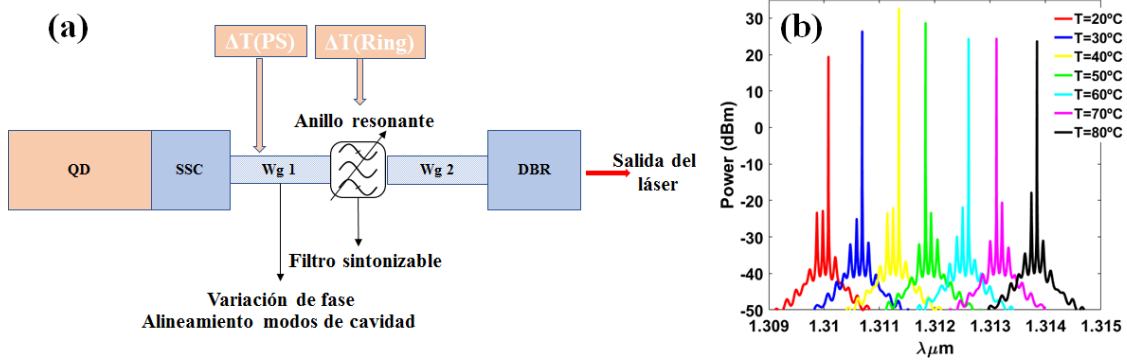 (a)
ΔT(PS)
ΔT(Ring)
Anillo resonante
QD
SSC
Wg 1
Wg 2
DBR
Salida del
láser
Filtro sintonizable
Variación de fase
Alineamiento modos de cavidad
(b)
T=20ºC
T=30ºC
T=40ºC
T=50ºC
T=60ºC
T=70ºC
T=80ºC
Power (dBm)
30
20
10
0
-10
-20
-30
-40
-50
1.309 1.31 1.311 1.312 1.313 1.314 1.315
λμm